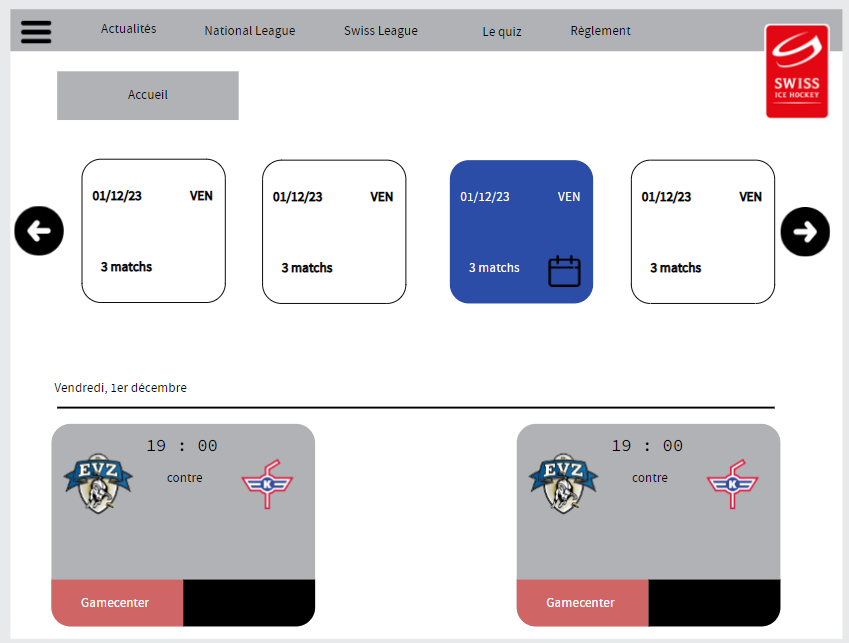 Actualités
National League
Swiss League
Le quiz
Règlement
SWISS
ICE HOCKEY
Accueil
01/12/23 VEN
3 matchs
01/12/23 VEN
3 matchs
01/12/23 VEN
3 matchs
01/12/23 VEN
3 matchs
Vendredi, 1er décembre
19 : 00
EVZ
contre
K
Gamecenter
19 : 00
EVZ
contre
K
Gamecenter